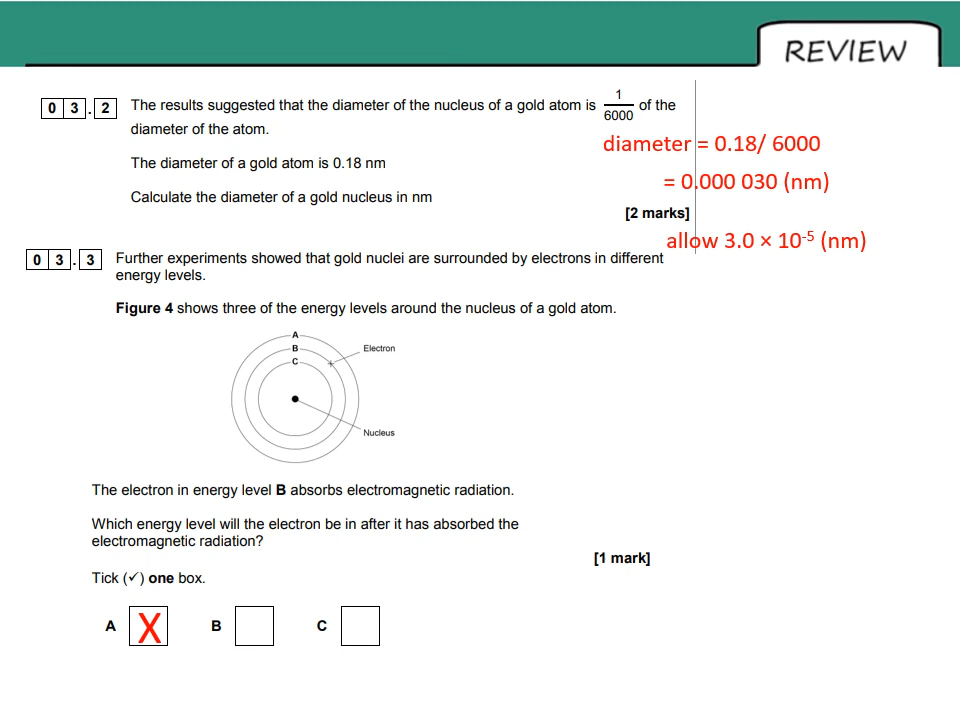 REVIEW
0 3 . 2 The results suggested that the diameter of the nucleus of a gold atom is 1/6000 of the
diameter of the atom.
diameter = 0.18/ 6000
The diameter of a gold atom is 0.18 nm
= 0.000 030 (nm)
Calculate the diameter of a gold nucleus in nm
[2 marks]
allow 3.0 × 10⁻⁵ (nm)
0 3 . 3 Further experiments showed that gold nuclei are surrounded by electrons in different
energy levels.
Figure 4 shows three of the energy levels around the nucleus of a gold atom.
A
B
Electron
C
Nucleus
The electron in energy level B absorbs electromagnetic radiation.
Which energy level will the electron be in after it has absorbed the
electromagnetic radiation?
[1 mark]
Tick (✓) one box.
A X B C